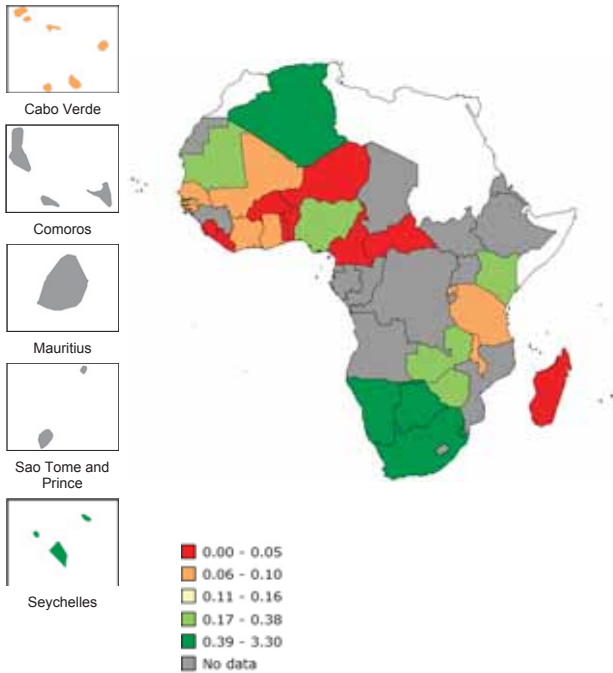 Cabo Verde
Comoros
Mauritius
Sao Tome and
Prince
Seychelles
0.00 - 0.05
0.06 - 0.10
0.11 - 0.16
0.17 - 0.38
0.39 - 3.30
No data